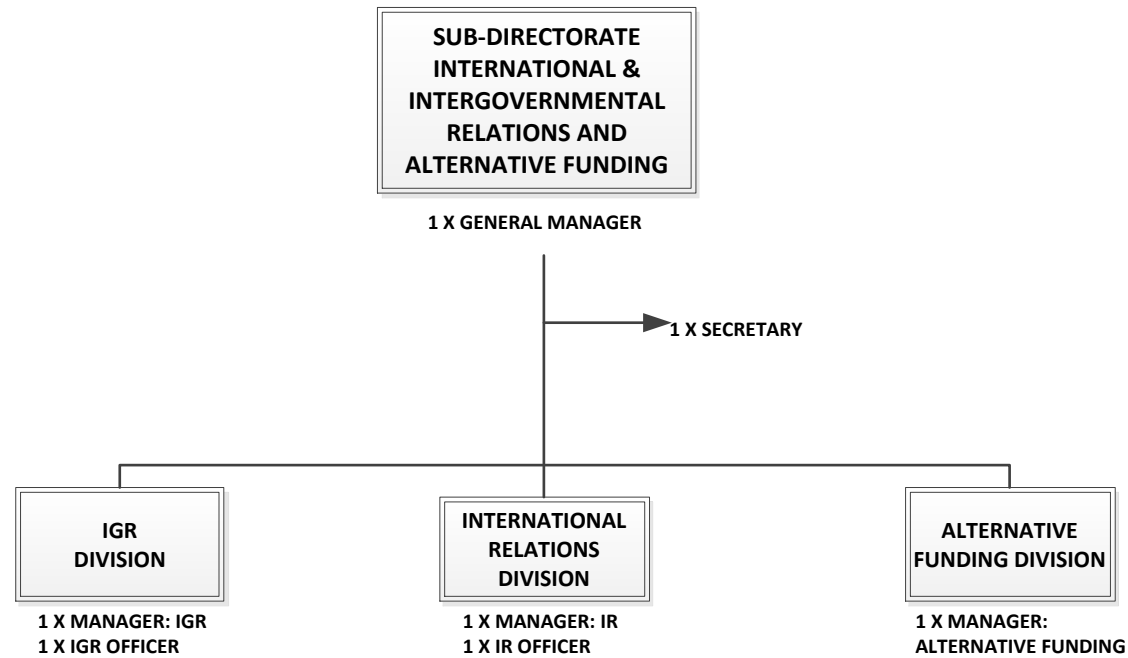 SUB-DIRECTORATE
INTERNATIONAL &
INTERGOVERNMENTAL
RELATIONS AND
ALTERNATIVE FUNDING
1 X GENERAL MANAGER
1 X SECRETARY
IGR
DIVISION
1 X MANAGER: IGR
1 X IGR OFFICER
INTERNATIONAL
RELATIONS
DIVISION
1 X MANAGER: IR
1 X IR OFFICER
ALTERNATIVE
FUNDING DIVISION
1 X MANAGER:
ALTERNATIVE FUNDING